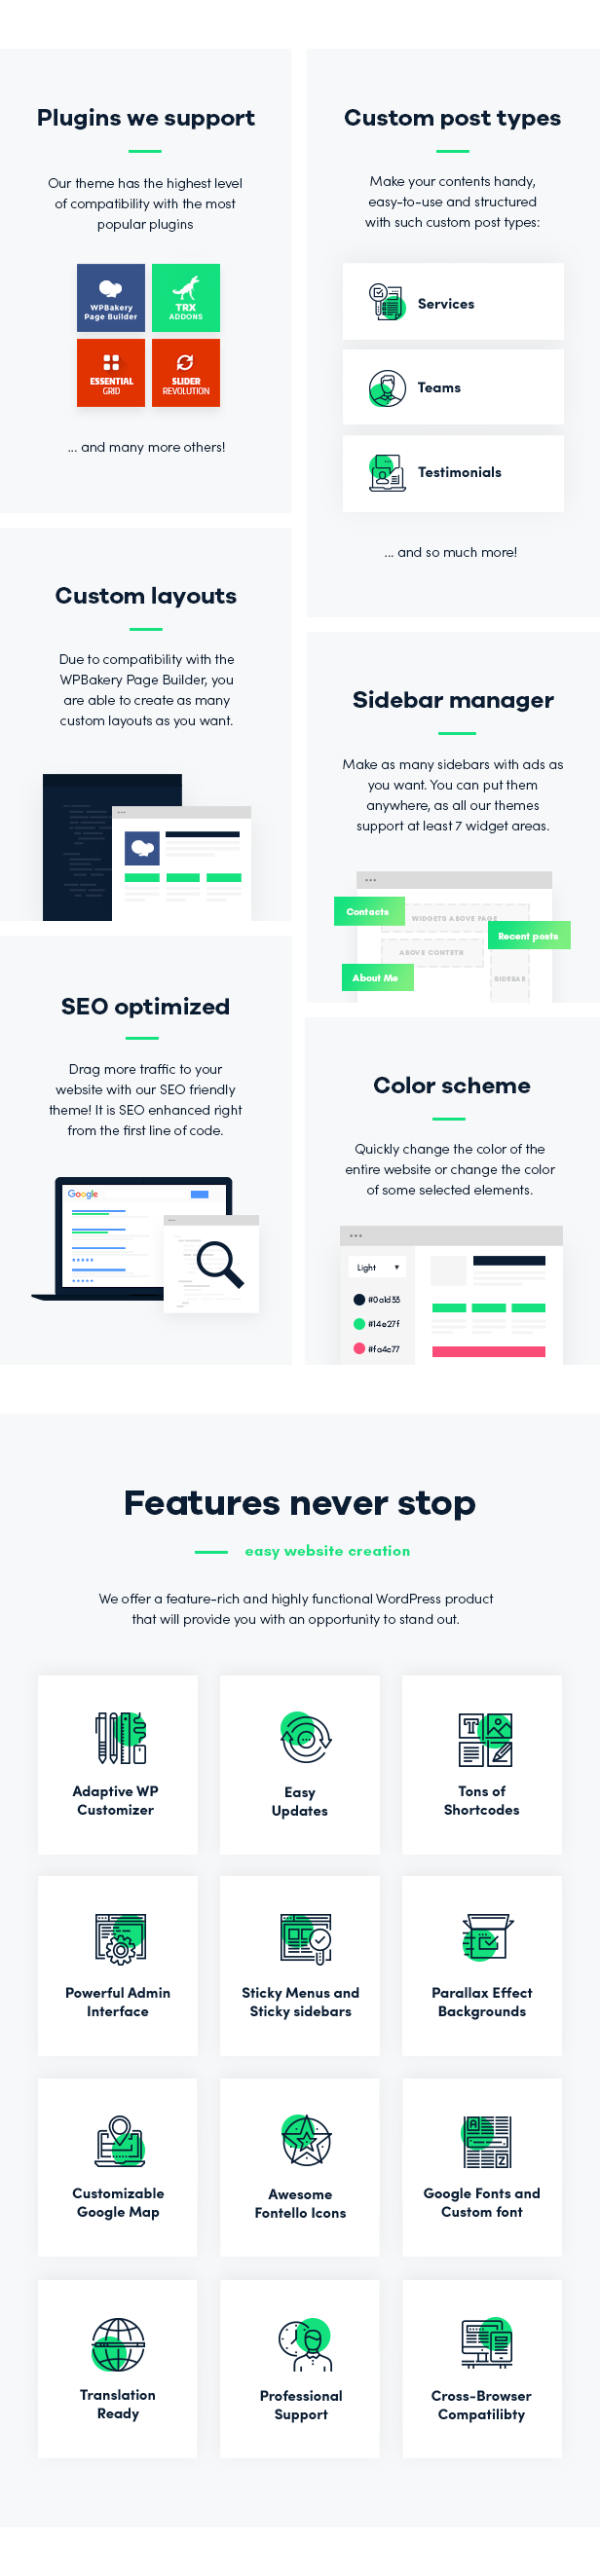 Plugins we support
Our theme has the highest level
of compatibility with the most
popular plugins
WPBakery
Page Builder
TRX
ADDONS
ESSENTIAL
GRID
SLIDER
REVOLUTION
... and many more others!
Custom post types
Make your contents handy,
easy-to-use and structured
with such custom post types:
Services
Teams
Testimonials
... and so much more!
Custom layouts
Due to compatibility with the
WPBakery Page Builder, you
are able to create as many
custom layouts as you want.
Sidebar manager
Make as many sidebars with ads as
you want. You can put them
anywhere, as all our themes
support at least 7 widget areas.
Contacts
WIDGETS ABOVE PAGE
Recent posts
ABOVE CONTETN
About Me
SIDEBAR
SEO optimized
Drag more traffic to your
website with our SEO friendly
theme! It is SEO enhanced right
from the first line of code.
Google
Color scheme
Quickly change the color of the
entire website or change the color
of some selected elements.
Light
#0a1d33
#14e27f
#fa4c77
Features never stop
easy website creation
We offer a feature-rich and highly functional WordPress product
that will provide you with an opportunity to stand out.
Adaptive WP
Customizer
Easy
Updates
Tons of
Shortcodes
Powerful Admin
Interface
Sticky Menus and
Sticky sidebars
Parallax Effect
Backgrounds
Customizable
Google Map
Awesome
Fontello Icons
Google Fonts and
Custom font
Translation
Ready
Professional
Support
Cross-Browser
Compatilibty